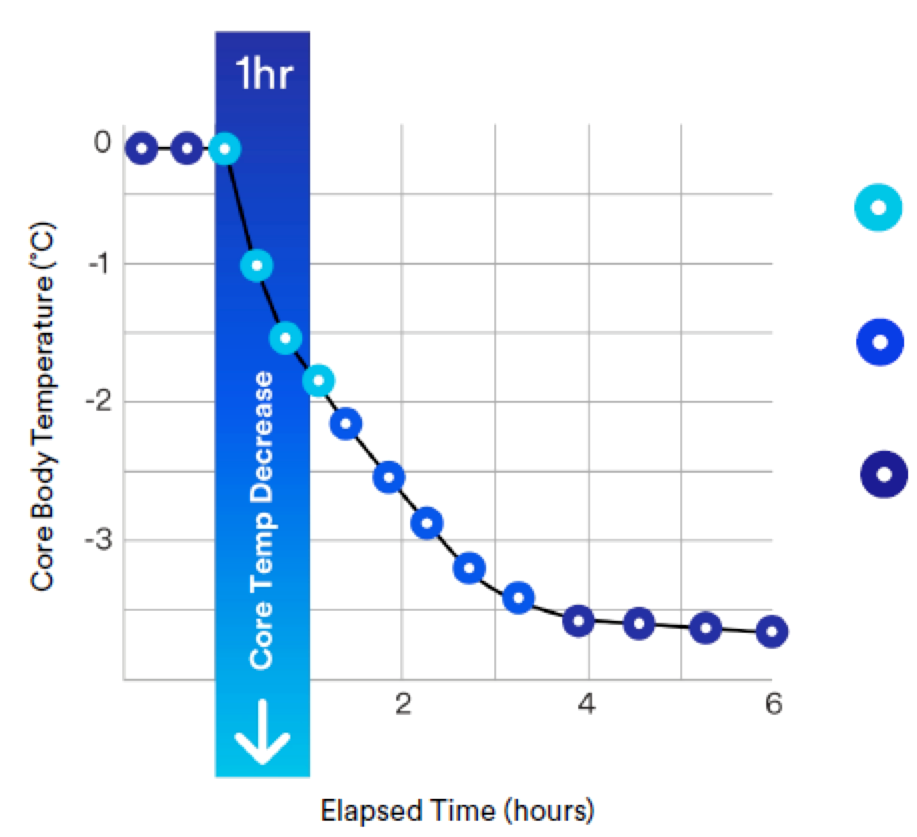 1hr
0
-1
-2
-3
Core Body Temperature (°C)
Core Temp Decrease
2
4
6
Elapsed Time (hours)